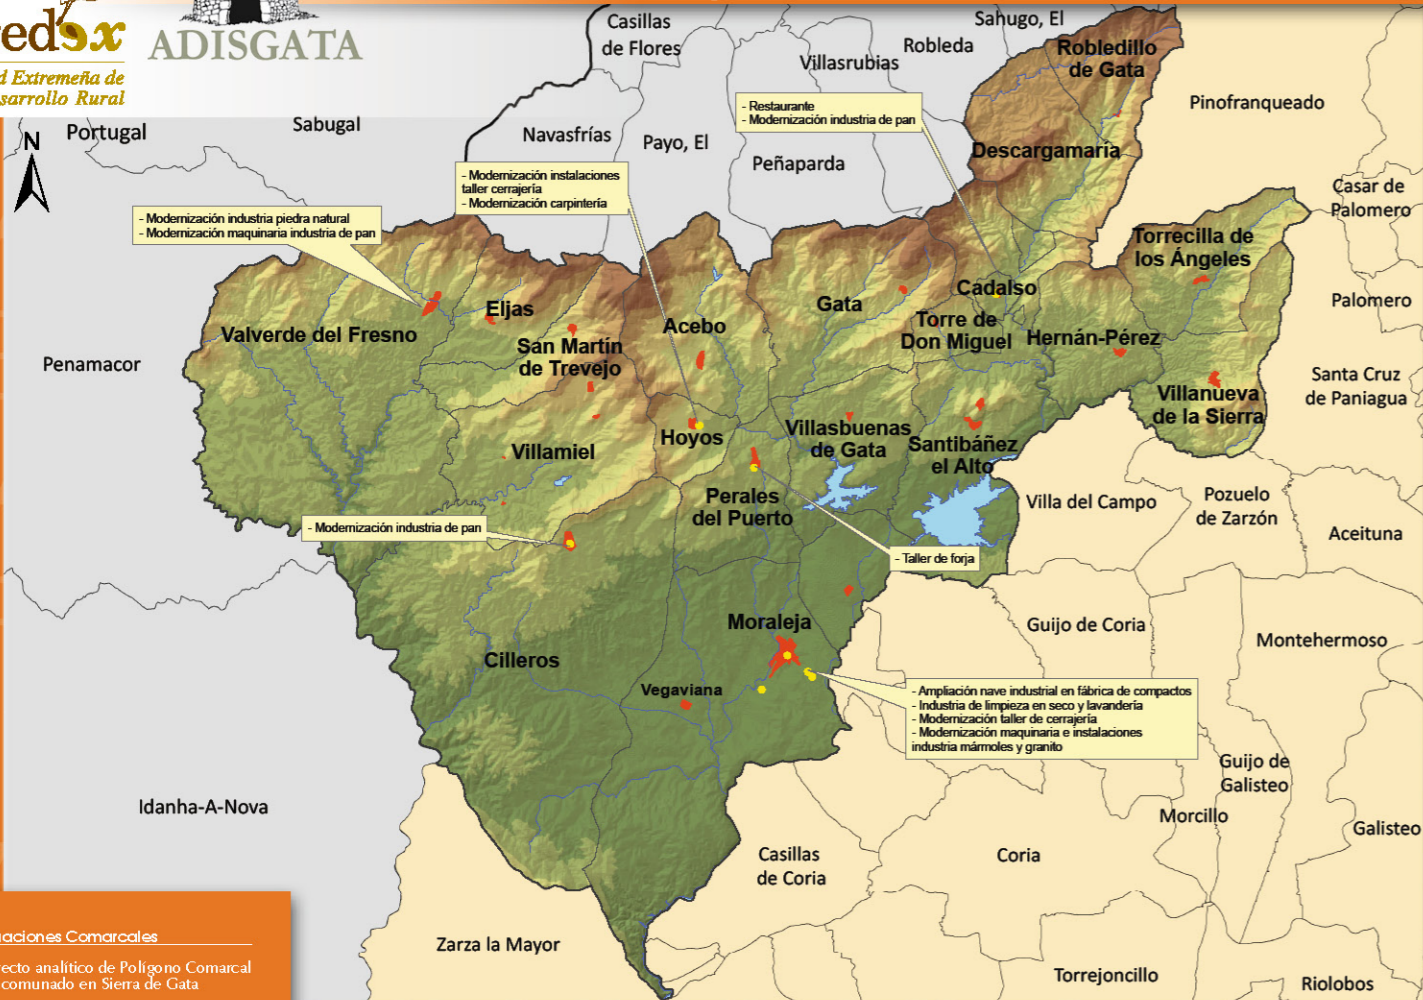 ADISGATA
Casillas
de Flores
Sahugo, El
Robleda
Villasrubias
Robledillo
de Gata
Pinofranqueado
d Extremeña de
sarrollo Rural
Portugal
Sabugal
N
Navasfrías
Payo, El
Peñaparda
- Restaurante
- Modernización industria de pan
Descargamaría
Casar de
Palomero
- Modernización instalaciones
taller cerrajería
- Modernización carpintería
- Modernización industria piedra natural
- Modernización maquinaria industria de pan
Torrecilla de
los Ángeles
Palomero
Valverde del Fresno
Eljas
San Martín
de Trevejo
Acebo
Gata
Cadalso
Torre de
Don Miguel
Hernán-Pérez
Penamacor
Santa Cruz
de Paniagua
Villanueva
de la Sierra
Villamiel
Hoyos
Villasbuenas
de Gata
Santibáñez
el Alto
Perales
del Puerto
Villa del Campo
Pozuelo
de Zarzón
Aceituna
- Modernización industria de pan
- Taller de forja
Moraleja
Guijo de Coria
Montehermoso
Cilleros
Vegaviana
- Ampliación nave industrial en fábrica de compactos
- Industria de limpieza en seco y lavandería
- Modernización taller de cerrajería
- Modernización maquinaria e instalaciones
industria mármoles y granito
Guijo de
Galisteo
Idanha-A-Nova
Morcillo
Galisteo
Casillas
de Coria
Coria
Zarza la Mayor
Torrejoncillo
Riolobos
aciones Comarcales
ecto analítico de Polígono Comarcal
comunado en Sierra de Gata